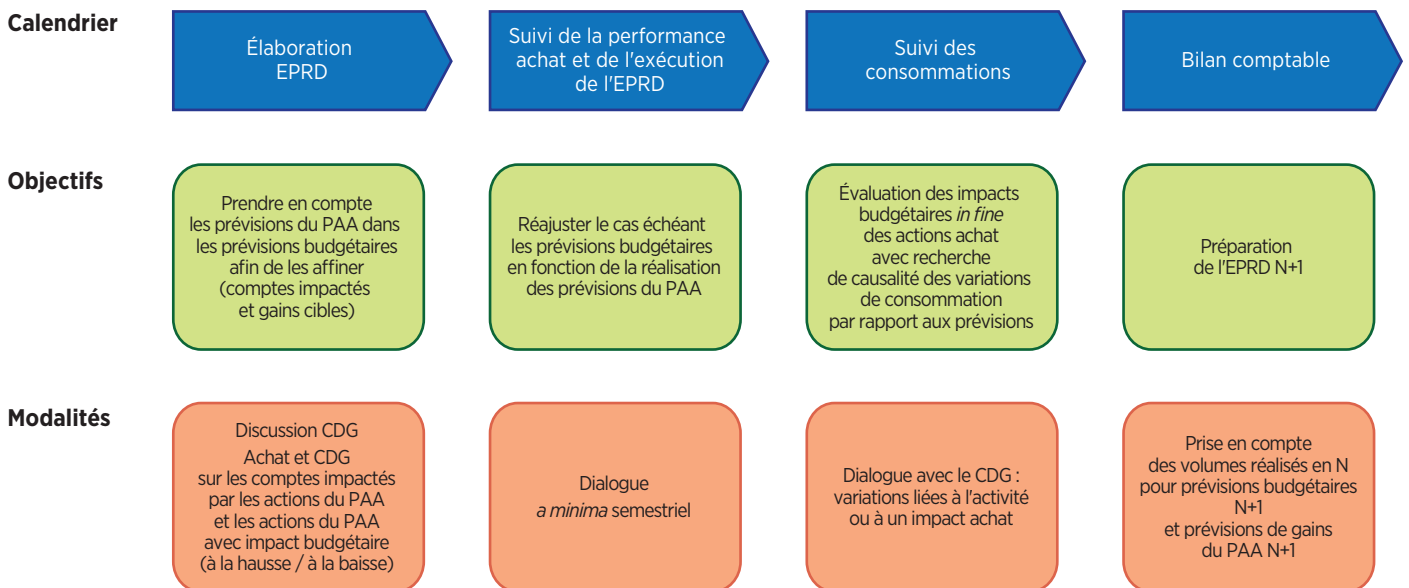 Calendrier
Élaboration
EPRD
Suivi de la performance
achat et de l'exécution
de l'EPRD
Suivi des
consommations
Bilan comptable
Objectifs
Prendre en compte
les prévisions du PAA dans
les prévisions budgétaires
afin de les affiner
(comptes impactés
et gains cibles)
Réajuster le cas échéant
les prévisions budgétaires
en fonction de la réalisation
des prévisions du PAA
Évaluation des impacts
budgétaires in fine
des actions achat
avec recherche
de causalité des variations
de consommation
par rapport aux prévisions
Préparation
de l'EPRD N+1
Modalités
Discussion CDG
Achat et CDG
sur les comptes impactés
par les actions du PAA
et les actions du PAA
avec impact budgétaire
(à la hausse / à la baisse)
Dialogue
a minima semestriel
Dialogue avec le CDG :
variations liées à l'activité
ou à un impact achat
Prise en compte
des volumes réalisés en N
pour prévisions budgétaires
N+1
et prévisions de gains
du PAA N+1